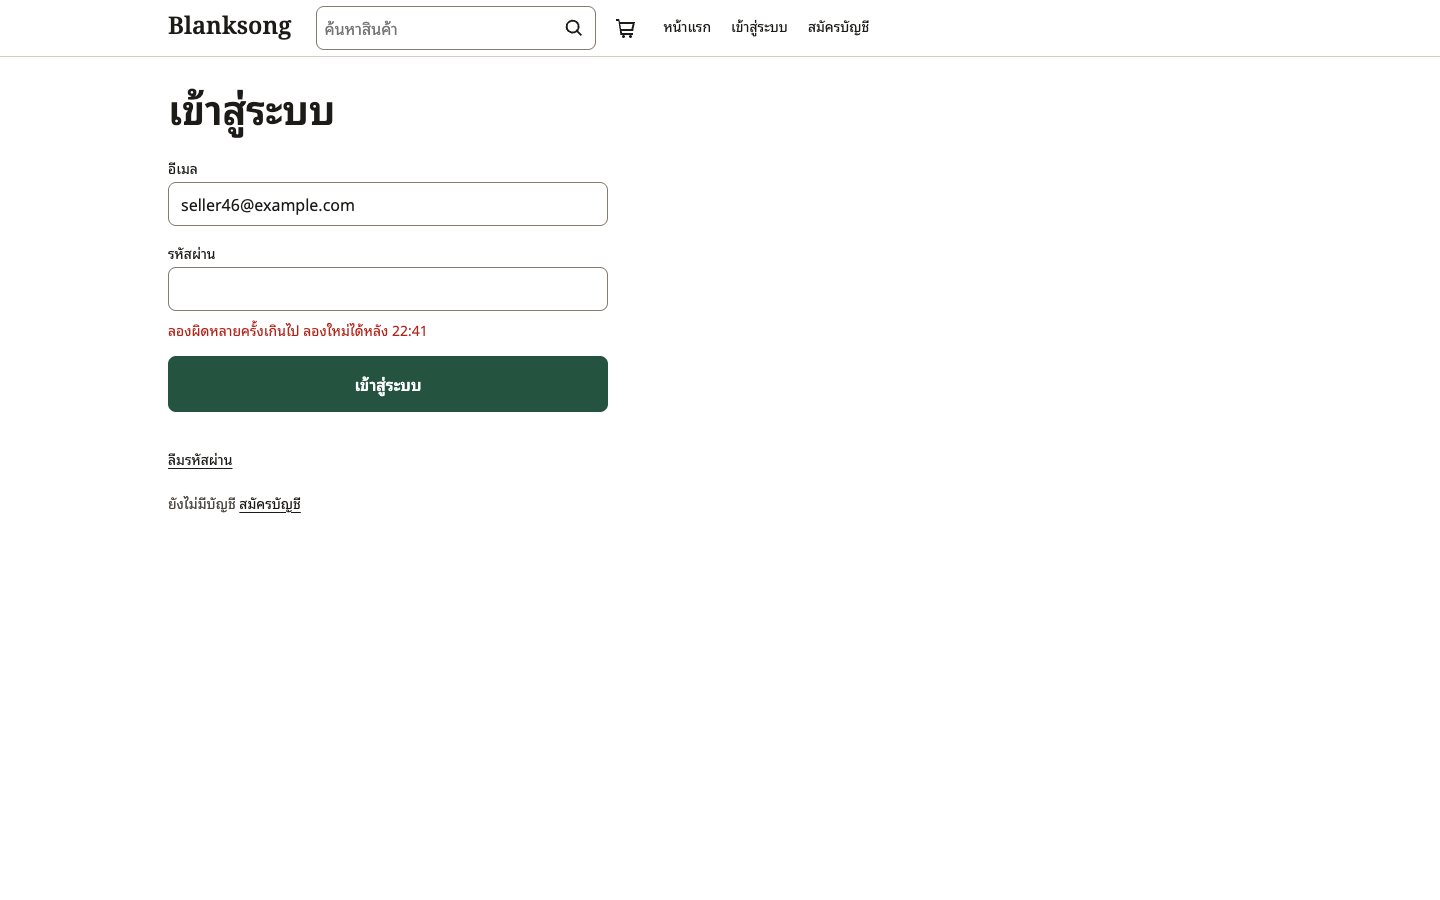 Blanksong
ค้นหาสินค้า
หน้าแรก
เข้าสู่ระบบ
สมัครบัญชี
เข้าสู่ระบบ
อีเมล
seller46@example.com
รหัสผ่าน
ลองผิดหลายครั้งเกินไป ลองใหม่ได้หลัง 22:41
เข้าสู่ระบบ
ลืมรหัสผ่าน
ยังไม่มีบัญชี สมัครบัญชี